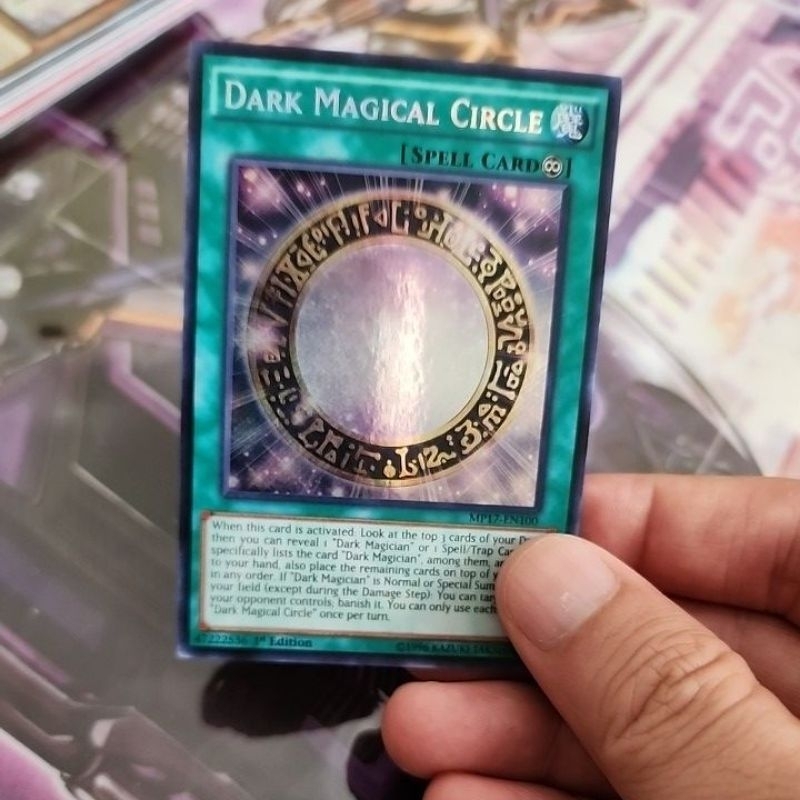 DARK MAGICAL CIRCLE
[SPELL CARD∞]
MP17-EN100
When this card is activated: Look at the top 3 cards of your
then you can reveal 1 "Dark Magician" or 1 Spell/Trap
specifically lists the card "Dark Magician", among them,
to your hand, also place the remaining cards on top of
in any order. If "Dark Magician" is Normal or Special
your field (except during the Damage Step): You can
your opponent controls; banish it. You can only use each
"Dark Magical Circle" once per turn.
47222536 1st Edition ©1996 KAZUKI